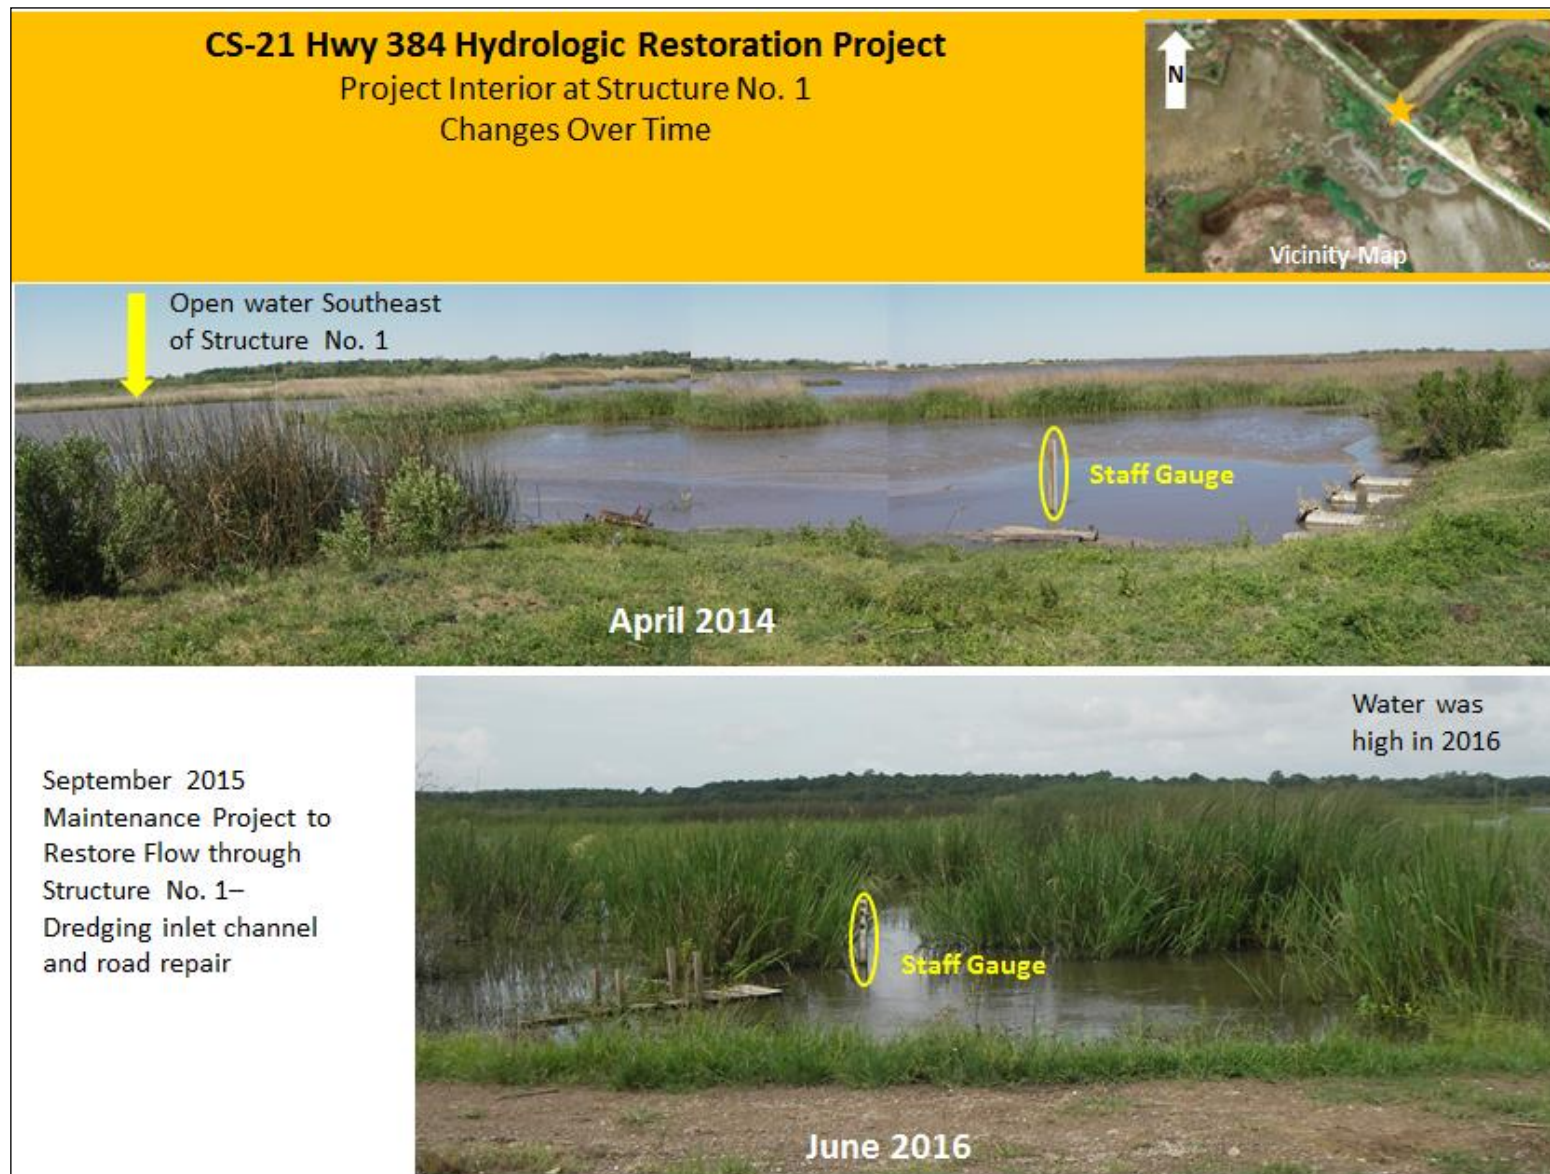 CS-21 Hwy 384 Hydrologic Restoration Project
Project Interior at Structure No. 1
Changes Over Time
N
Vicinity Map
Open water Southeast
of Structure No. 1
Staff Gauge
April 2014
September 2015
Maintenance Project to
Restore Flow through
Structure No. 1–
Dredging inlet channel
and road repair
Water was
high in 2016
Staff Gauge
June 2016